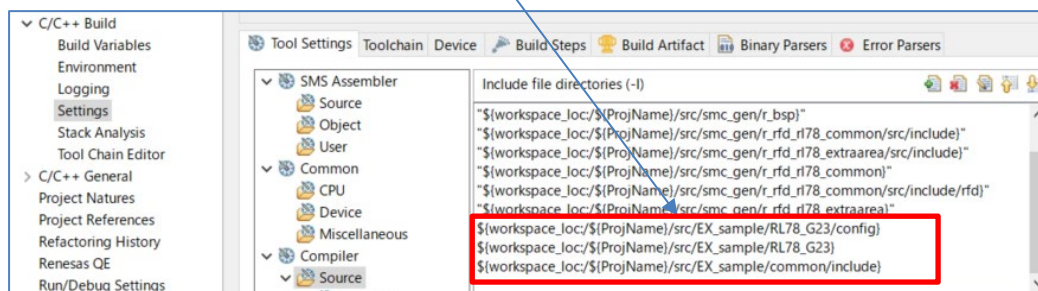 C/C++ Build
Build Variables
Environment
Logging
Settings
Stack Analysis
Tool Chain Editor
C/C++ General
Project Natures
Project References
Refactoring History
Renesas QE
Run/Debug Settings
Tool Settings Toolchain Device Build Steps Build Artifact Binary Parsers Error Parsers
SMS Assembler
Source
Object
User
Common
CPU
Device
Miscellaneous
Compiler
Source
Include file directories (-I)
"${workspace_loc:/${ProjName}/src/smc_gen/r_bsp}"
"${workspace_loc:/${ProjName}/src/smc_gen/r_rfd_rl78_common/src/include}"
"${workspace_loc:/${ProjName}/src/smc_gen/r_rfd_rl78_extraarea/src/include}"
"${workspace_loc:/${ProjName}/src/smc_gen/r_rfd_rl78_common}"
"${workspace_loc:/${ProjName}/src/smc_gen/r_rfd_rl78_common/src/include/rfd}"
"${workspace_loc:/${ProjName}/src/smc_gen/r_rfd_rl78_extraarea}"
${workspace_loc:/${ProjName}/src/EX_sample/RL78_G23/config}
${workspace_loc:/${ProjName}/src/EX_sample/RL78_G23}
${workspace_loc:/${ProjName}/src/EX_sample/common/include}